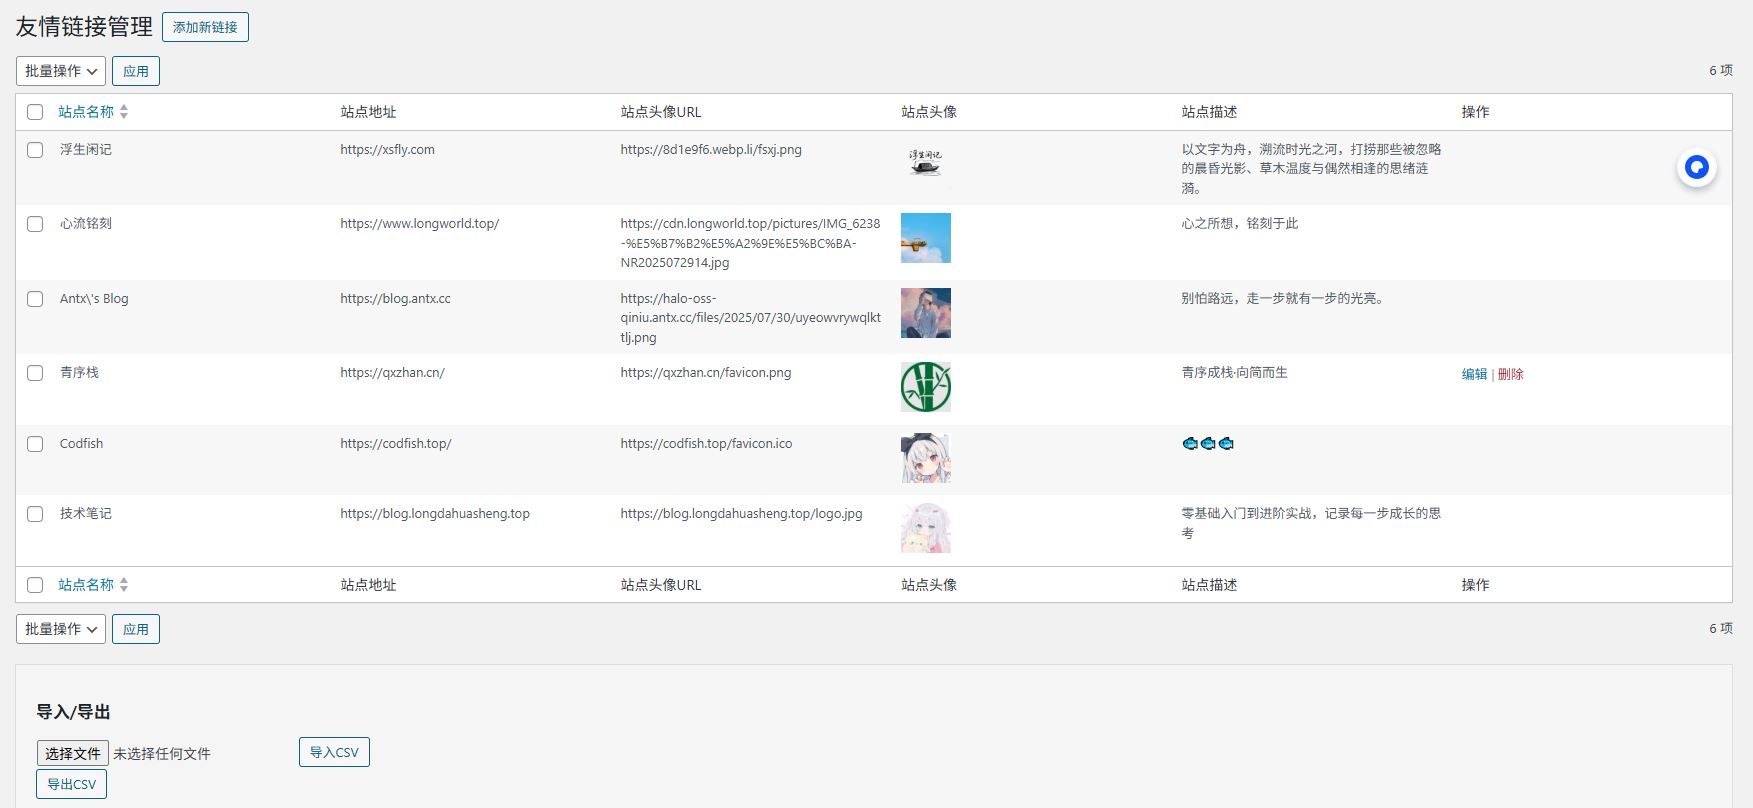 友情链接管理 添加新链接
批量操作 应用 6 项
站点名称 站点地址 站点头像URL 站点头像 站点描述 操作
浮生闲记 https://xsfly.com https://8d1e9f6.webp.li/fsxj.png 浮生闲记 以文字为舟，溯流时光之河，打捞那些被忽略
的晨昏光影、草木温度与偶然相逢的思绪涟
漪。
心流铭刻 https://www.longworld.top/ https://cdn.longworld.top/pictures/IMG_6238 心之所想，铭刻于此
-%E5%B7%B2%E5%A2%9E%E5%BC%BA-
NR2025072914.jpg
Antx\'s Blog https://blog.antx.cc https://halo-oss- 别怕路远，走一步就有一步的光亮。
qiniu.antx.cc/files/2025/07/30/uyeowvrywqlkt
tlj.png
青序栈 https://qxzhan.cn/ https://qxzhan.cn/favicon.png 青序成栈·向简而生 编辑 | 删除
Codfish https://codfish.top/ https://codfish.top/favicon.ico 🐟🐟🐟
技术笔记 https://blog.longdahuasheng.top https://blog.longdahuasheng.top/logo.jpg 零基础入门到进阶实战，记录每一步成长的思
考
站点名称 站点地址 站点头像URL 站点头像 站点描述 操作
批量操作 应用 6 项
导入/导出
选择文件 未选择任何文件 导入CSV
导出CSV